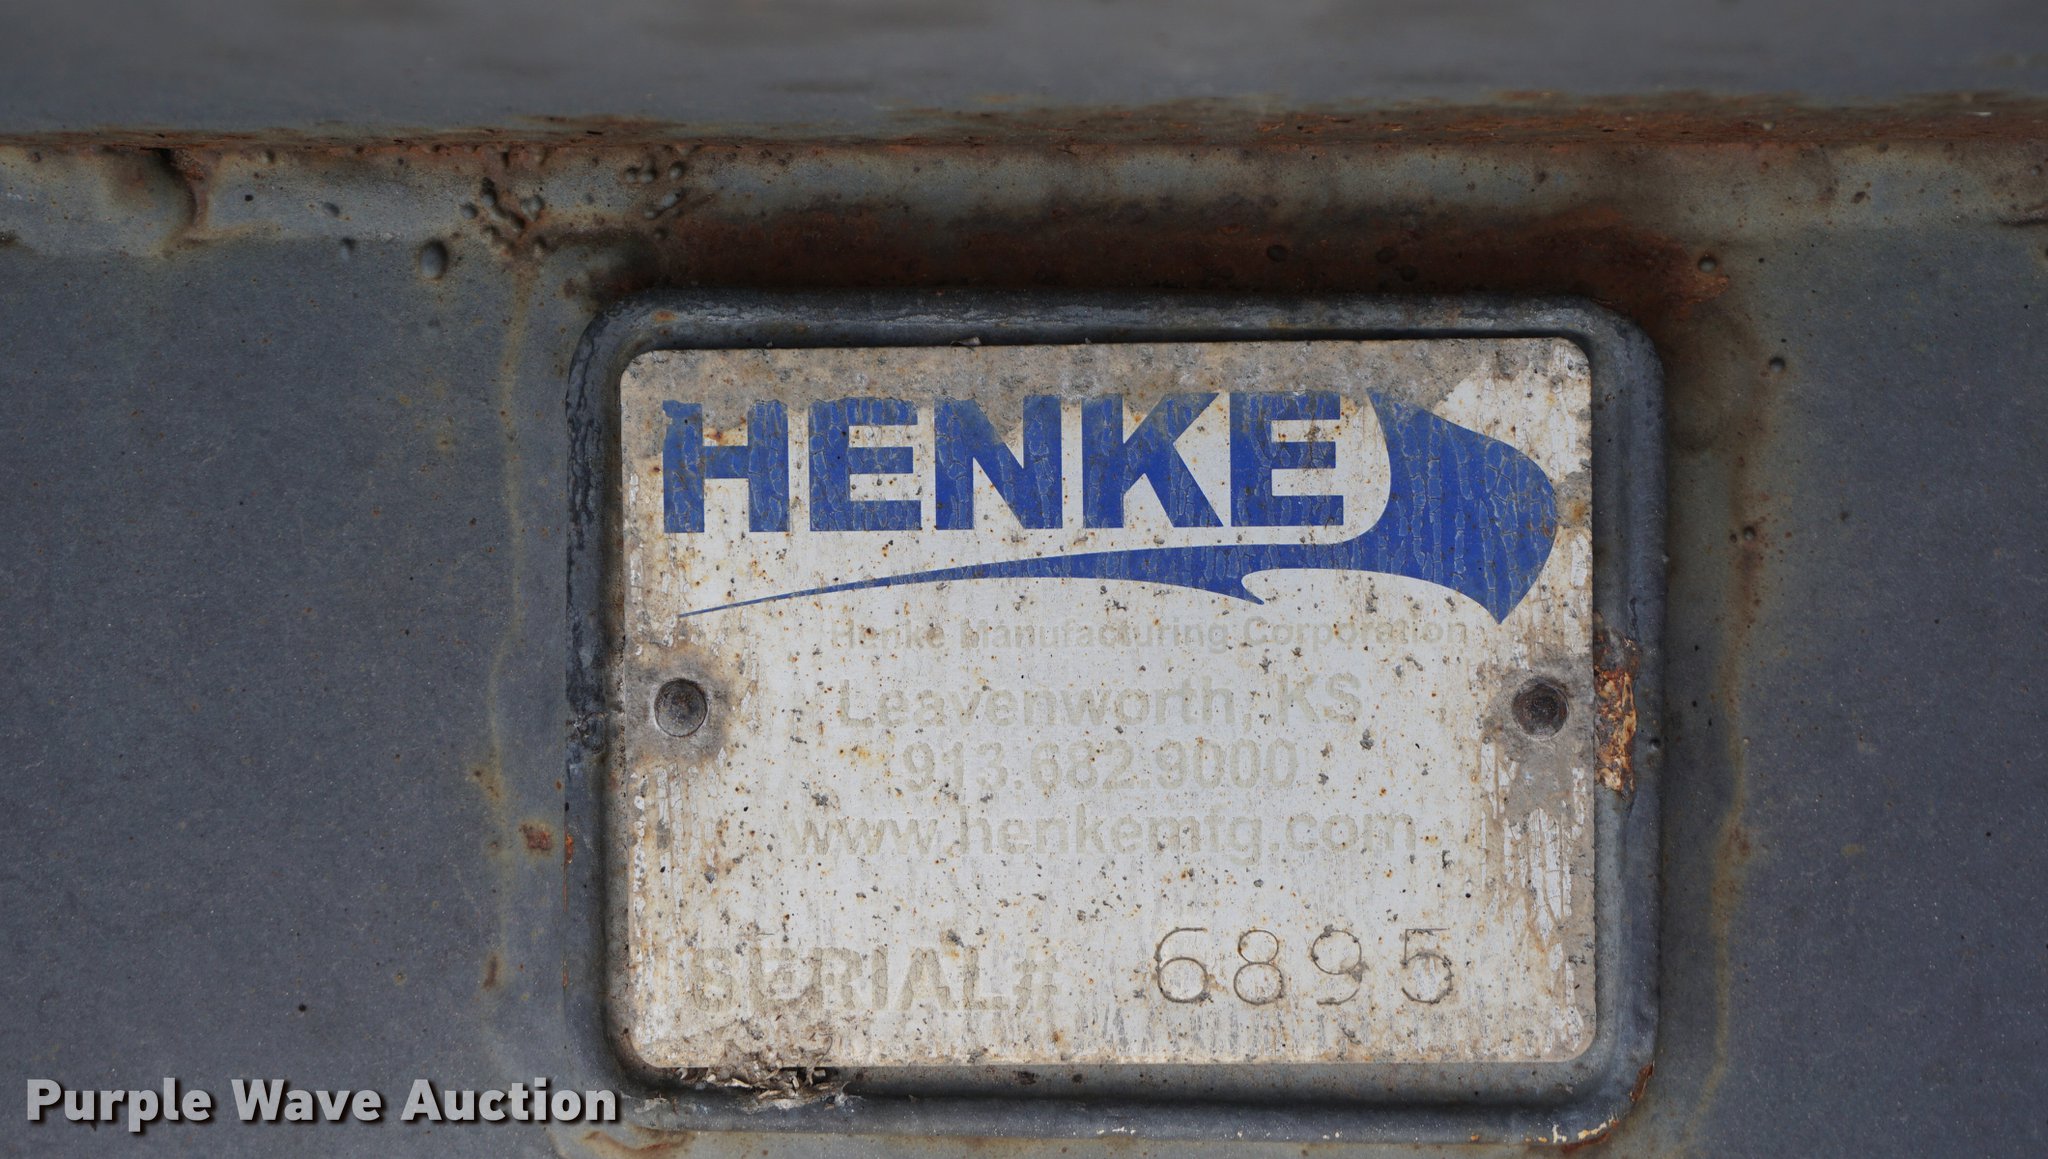 HENKE
Henke Manufacturing Corporation
Leavenworth, KS
913.682.9000
www.henkemfg.com
SERIAL# 6895
Purple Wave Auction